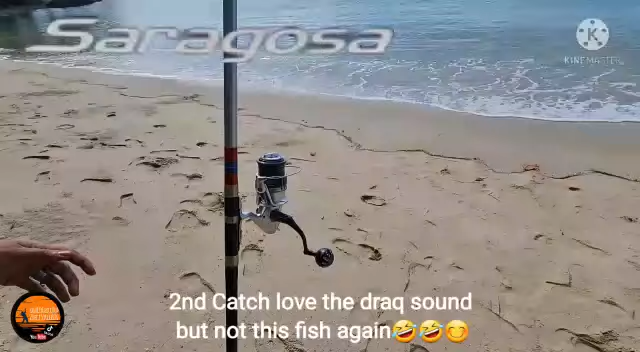 Saragosa
KINEMASTER
2nd Catch love the draq sound
but not this fish again🤣🤣😊